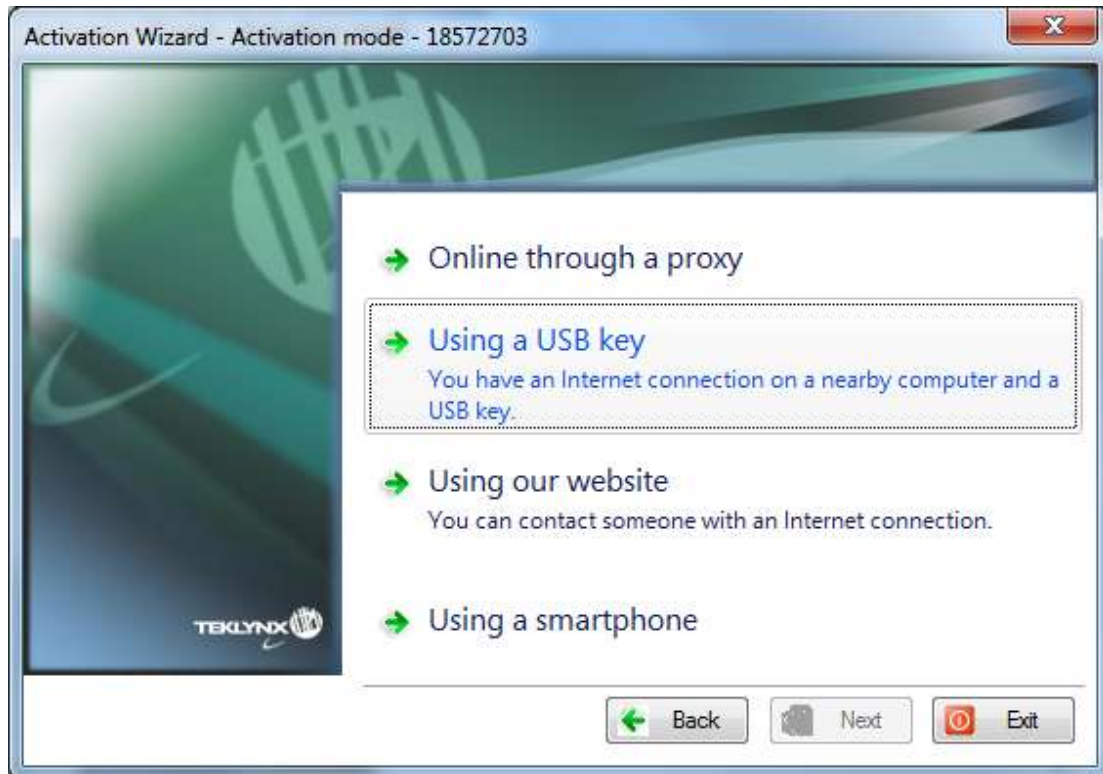 Activation Wizard - Activation mode - 18572703
Online through a proxy
Using a USB key
You have an Internet connection on a nearby computer and a
USB key.
Using our website
You can contact someone with an Internet connection.
TEKLYNX
Using a smartphone
Back
Next
Exit